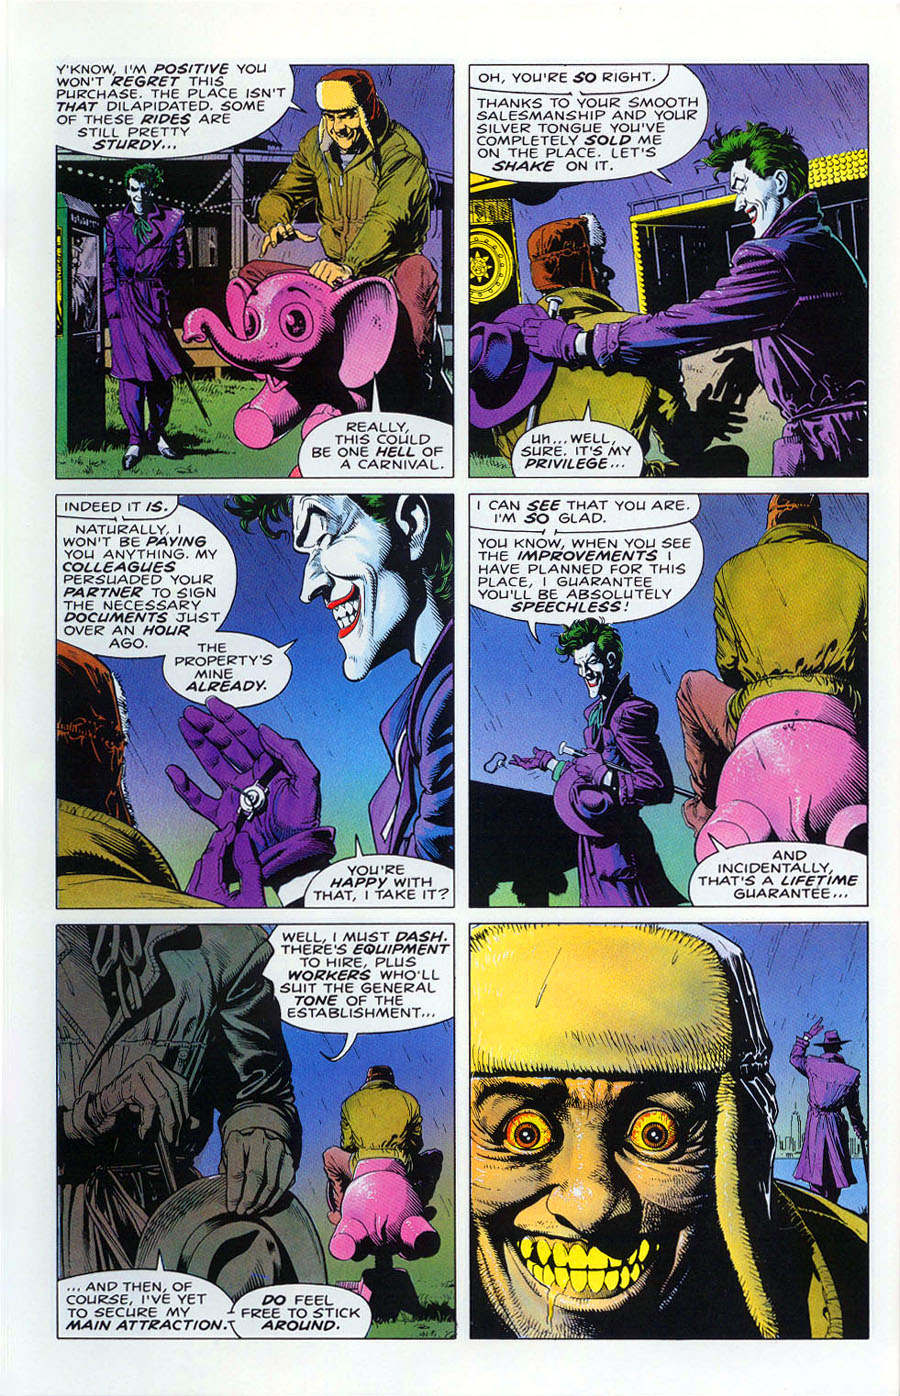 Y'KNOW, I'M POSITIVE YOU
WON'T REGRET THIS
PURCHASE. THE PLACE ISN'T
THAT DILAPIDATED. SOME
OF THESE RIDES ARE
STILL PRETTY
STURDY...
REALLY,
THIS COULD
BE ONE HELL OF
A CARNIVAL.
OH, YOU'RE SO RIGHT.
THANKS TO YOUR SMOOTH
SALESMANSHIP AND YOUR
SILVER TONGUE YOU'VE
COMPLETELY SOLD ME
ON THE PLACE. LET'S
SHAKE ON IT.
UH...WELL,
SURE. IT'S MY
PRIVILEGE...
INDEED IT IS.
NATURALLY, I
WON'T BE PAYING
YOU ANYTHING. MY
COLLEAGUES
PERSUADED YOUR
PARTNER TO SIGN
THE NECESSARY
DOCUMENTS JUST
OVER AN HOUR
AGO.
THE
PROPERTY'S
MINE
ALREADY.
YOU'RE
HAPPY WITH
THAT, I TAKE IT?
I CAN SEE THAT YOU ARE.
I'M SO GLAD.
YOU KNOW, WHEN YOU SEE
THE IMPROVEMENTS I
HAVE PLANNED FOR THIS
PLACE, I GUARANTEE
YOU'LL BE ABSOLUTELY
SPEECHLESS!
AND
INCIDENTALLY,
THAT'S A LIFETIME
GUARANTEE...
WELL, I MUST DASH.
THERE'S EQUIPMENT
TO HIRE, PLUS
WORKERS WHO'LL
SUIT THE GENERAL
TONE OF THE
ESTABLISHMENT...
...AND THEN, OF
COURSE, I'VE YET
TO SECURE MY
MAIN ATTRACTION.
DO FEEL
FREE TO STICK
AROUND.